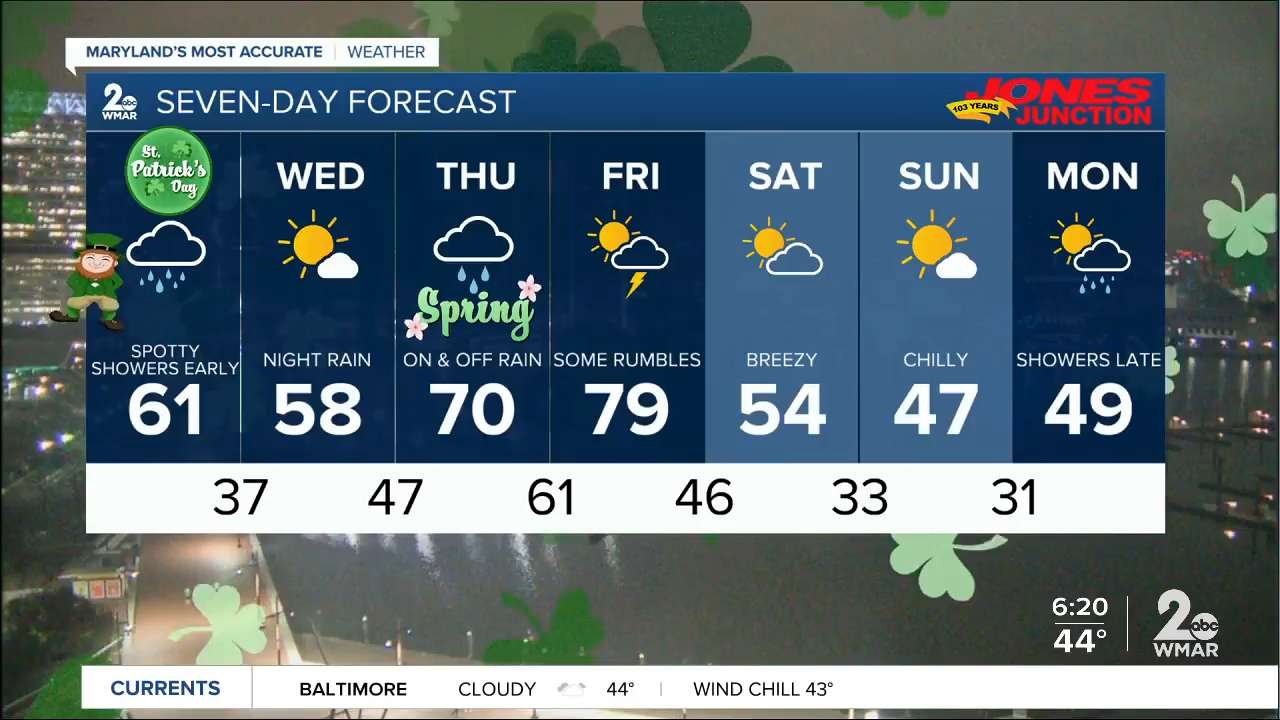 MARYLAND'S MOST ACCURATE | WEATHER
2 abc WMAR
SEVEN-DAY FORECAST
103 YEARS
JONES
JUNCTION
St.
Patrick's
Day
WED
THU
FRI
SAT
SUN
MON
Spring
SPOTTY
SHOWERS EARLY
NIGHT RAIN
ON & OFF RAIN
SOME RUMBLES
BREEZY
CHILLY
SHOWERS LATE
61
58
70
79
54
47
49
37
47
61
46
33
31
6:20
44°
2 abc
WMAR
CURRENTS
BALTIMORE
CLOUDY
44°
WIND CHILL 43°